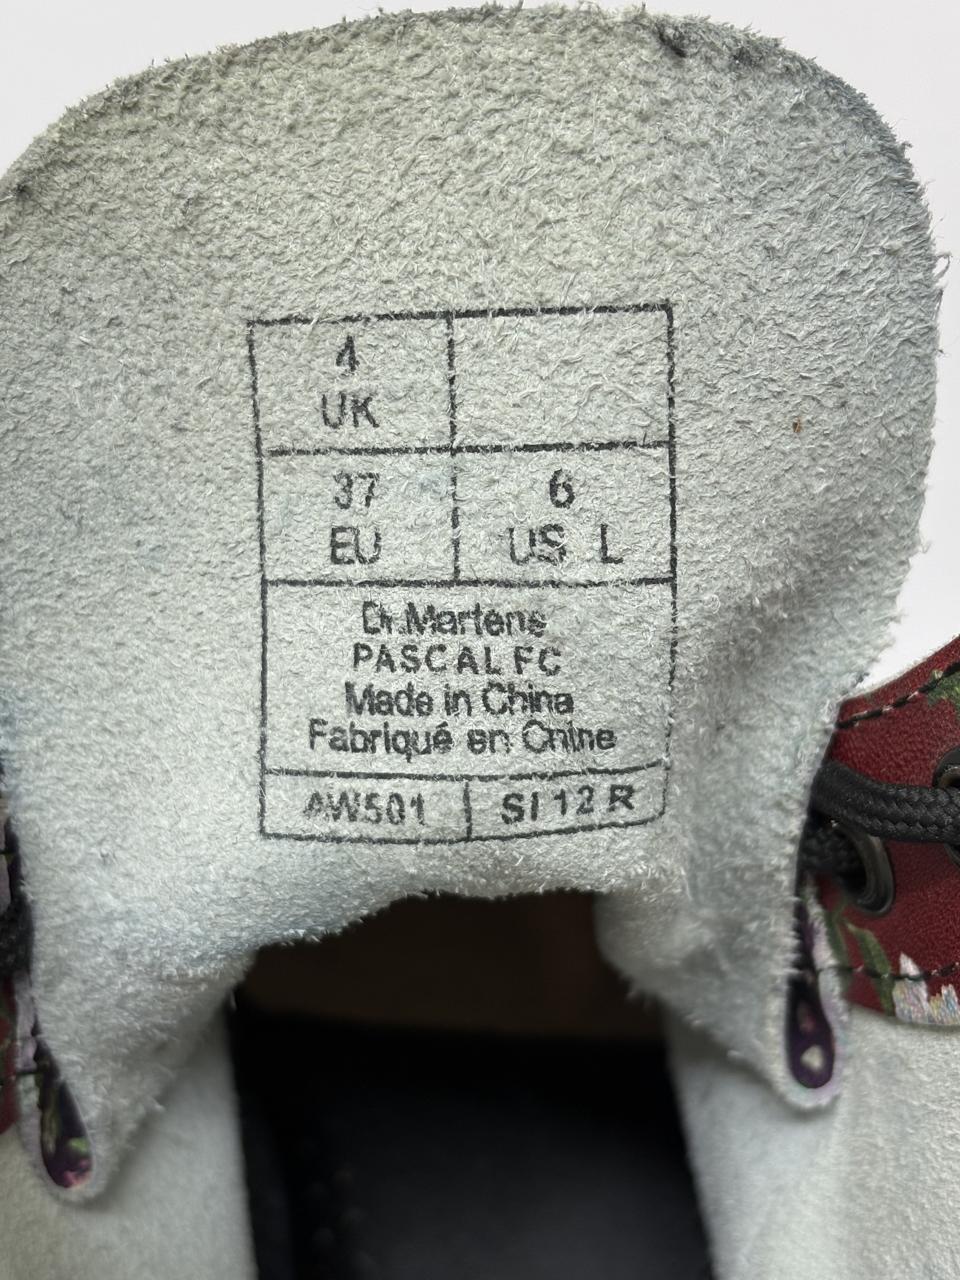 4
UK
37
EU
6
US L
Dr.Martens
PASCAL FC
Made in China
Fabriqué en Chine
AW501
SI 12 R